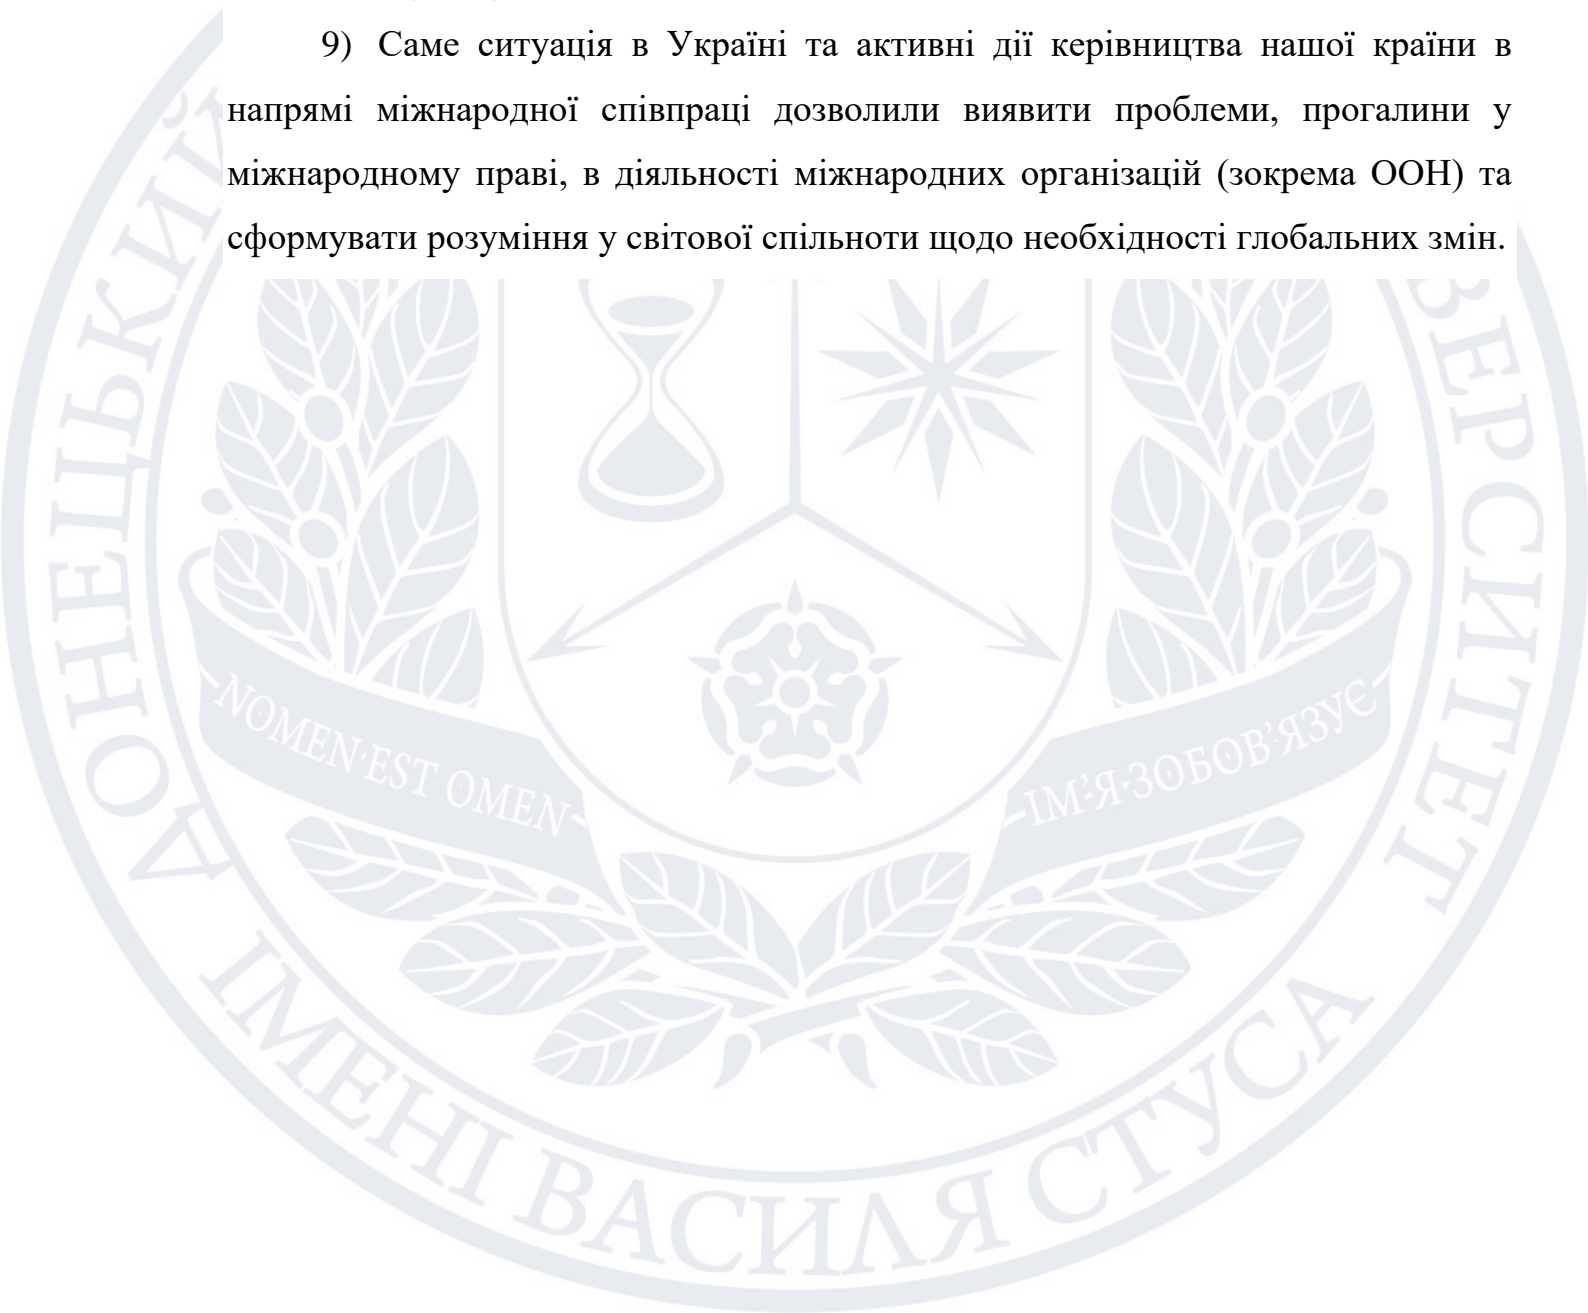 9) Саме ситуація в Україні та активні дії керівництва нашої країни в
напрямі міжнародної співпраці дозволили виявити проблеми, прогалини у
міжнародному праві, в діяльності міжнародних організацій (зокрема ООН) та
сформувати розуміння у світової спільноти щодо необхідності глобальних змін.
ДОНЕЦЬКИЙ
ВЕРСИТЕТ
NOMEN·EST·OMEN
ІМ'Я·ЗОБОВ'ЯЗУЄ
ІМЕНІ ВАСИЛЯ СТУСА